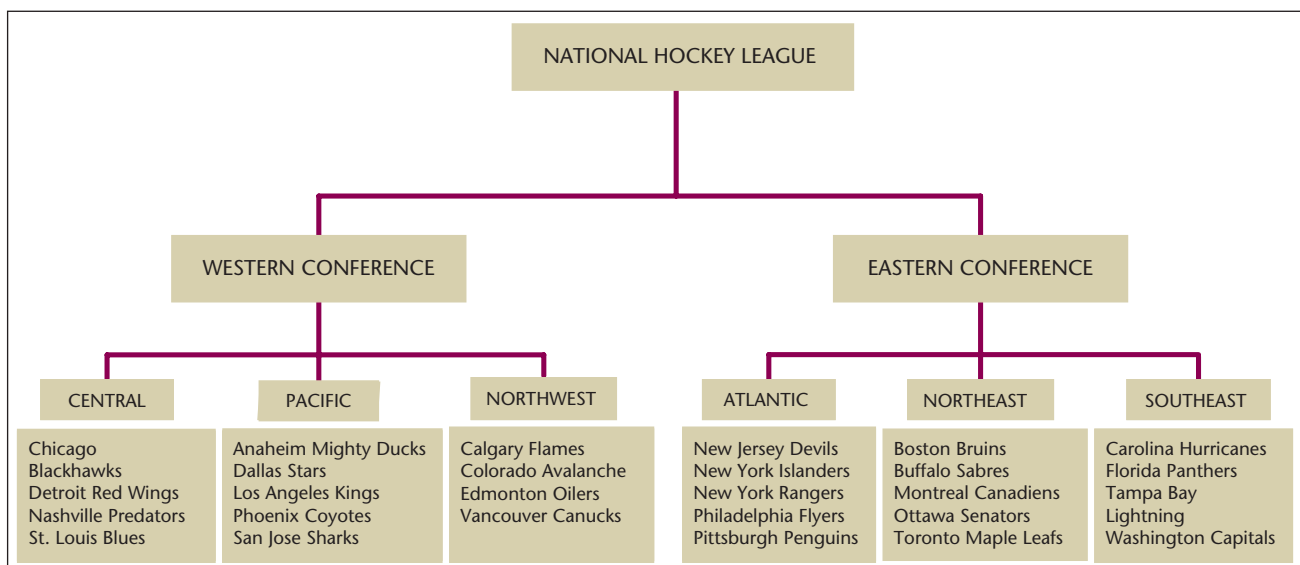 NATIONAL HOCKEY LEAGUE
WESTERN CONFERENCE
EASTERN CONFERENCE
CENTRAL
Chicago
Blackhawks
Detroit Red Wings
Nashville Predators
St. Louis Blues
PACIFIC
Anaheim Mighty Ducks
Dallas Stars
Los Angeles Kings
Phoenix Coyotes
San Jose Sharks
NORTHWEST
Calgary Flames
Colorado Avalanche
Edmonton Oilers
Vancouver Canucks
ATLANTIC
New Jersey Devils
New York Islanders
New York Rangers
Philadelphia Flyers
Pittsburgh Penguins
NORTHEAST
Boston Bruins
Buffalo Sabres
Montreal Canadiens
Ottawa Senators
Toronto Maple Leafs
SOUTHEAST
Carolina Hurricanes
Florida Panthers
Tampa Bay
Lightning
Washington Capitals